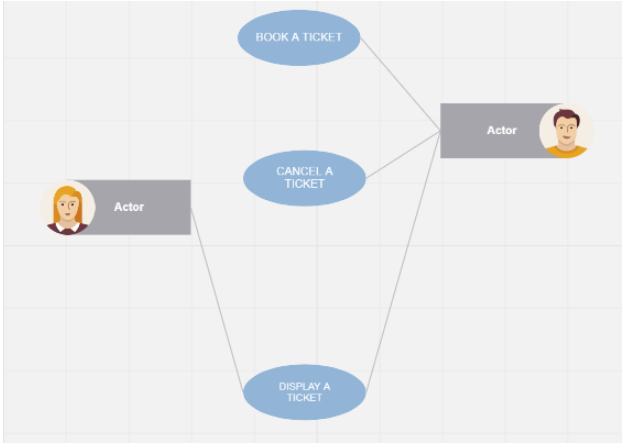 BOOK A TICKET
Actor
CANCEL A
TICKET
Actor
DISPLAY A
TICKET